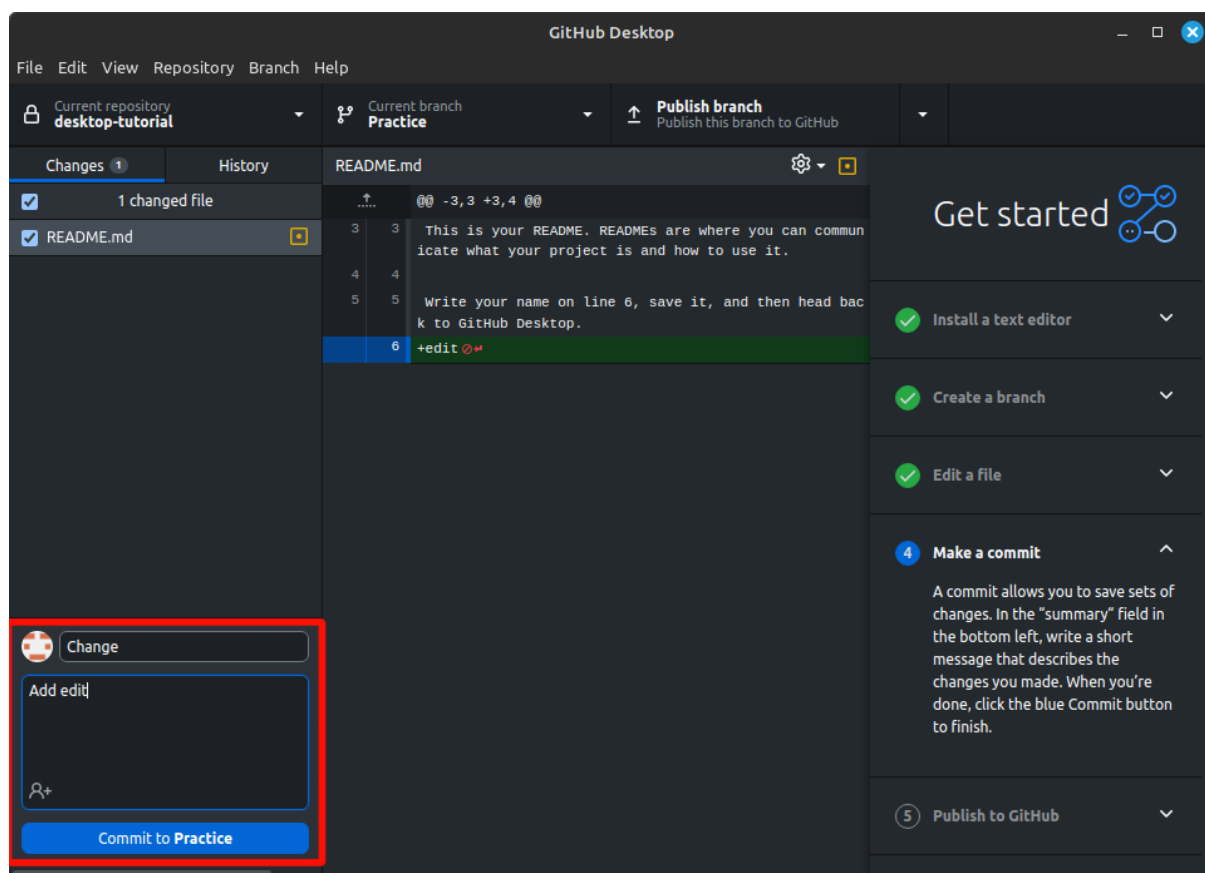 GitHub Desktop
File Edit View Repository Branch Help
Current repository
desktop-tutorial
Current branch
Practice
Publish branch
Publish this branch to GitHub
Changes 1
History
1 changed file
README.md
README.md
@@ -3,3 +3,4 @@
3 3 This is your README. READMEs are where you can commun
icate what your project is and how to use it.
4 4
5 5 Write your name on line 6, save it, and then head bac
k to GitHub Desktop.
6 +edit
Change
Add edit
Commit to Practice
Get started
Install a text editor
Create a branch
Edit a file
4 Make a commit
A commit allows you to save sets of
changes. In the “summary” field in
the bottom left, write a short
message that describes the
changes you made. When you’re
done, click the blue Commit button
to finish.
5 Publish to GitHub